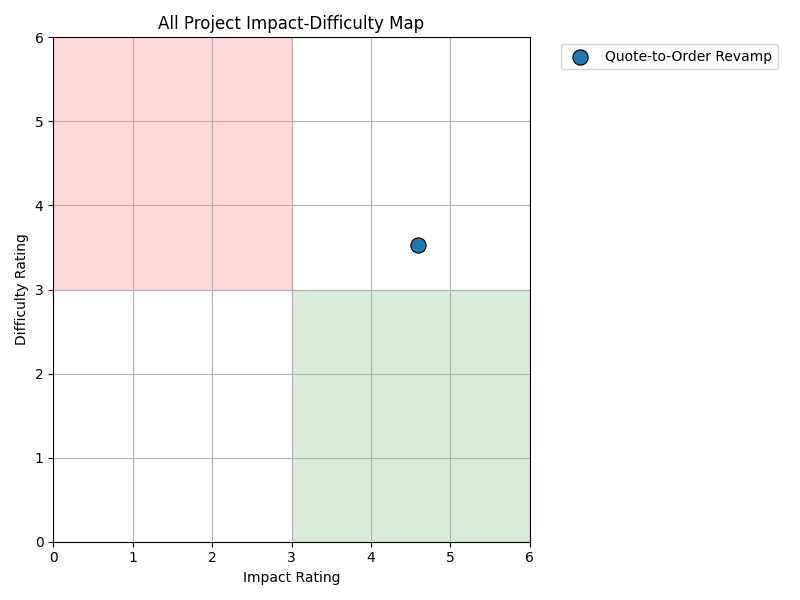 All Project Impact-Difficulty Map
Quote-to-Order Revamp
Difficulty Rating
6
5
4
3
2
1
0
0 1 2 3 4 5 6
Impact Rating